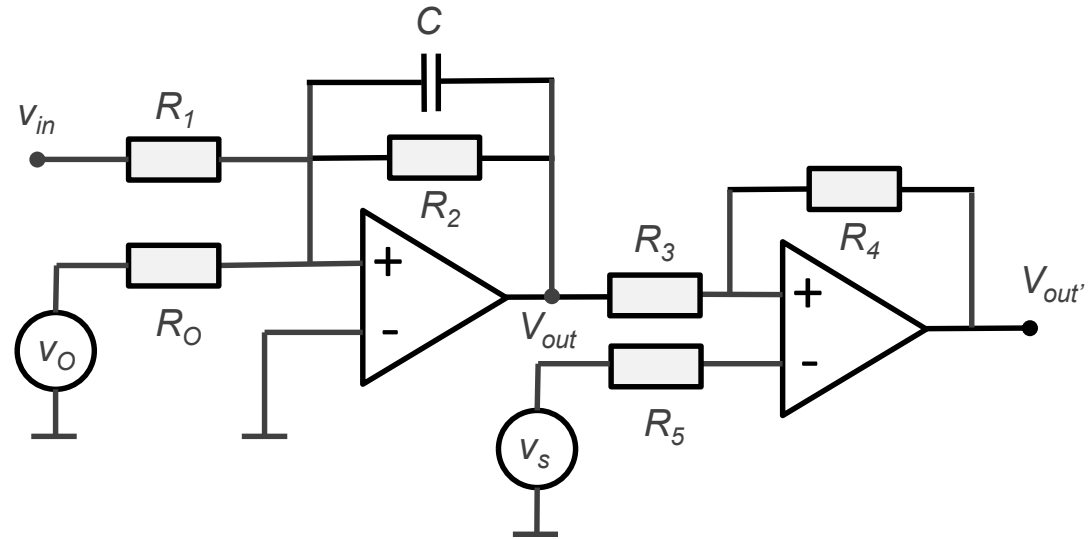 C
v_in
R_1
R_2
+
-
R_O
v_O
V_out
R_3
R_4
+
-
R_5
v_s
V_out'